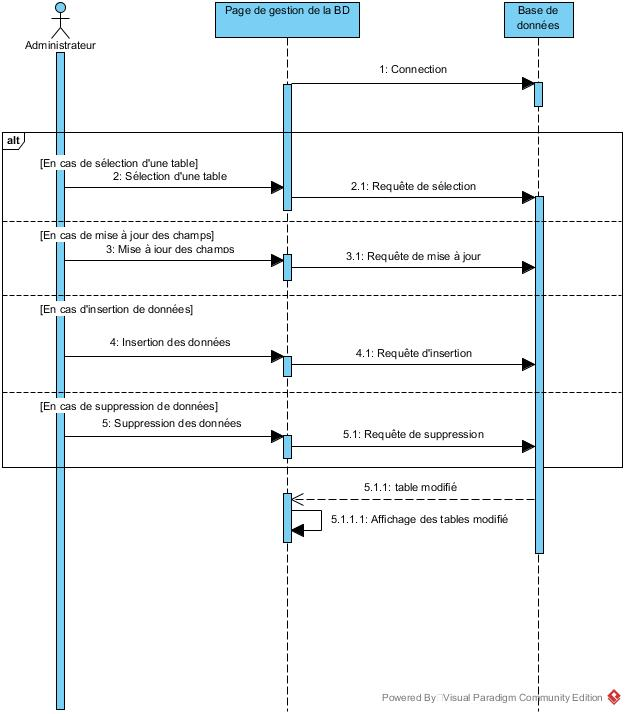 Page de gestion de la BD
Base de
données
Administrateur
1: Connection
alt
[En cas de sélection d'une table]
2: Sélection d'une table
2.1: Requête de sélection
[En cas de mise à jour des champs]
3: Mise à jour des champs
3.1: Requête de mise à jour
[En cas d'insertion de données]
4: Insertion des données
4.1: Requête d'insertion
[En cas de suppression de données]
5: Suppression des données
5.1: Requête de suppression
5.1.1: table modifié
5.1.1.1: Affichage des tables modifié
Powered By Visual Paradigm Community Edition